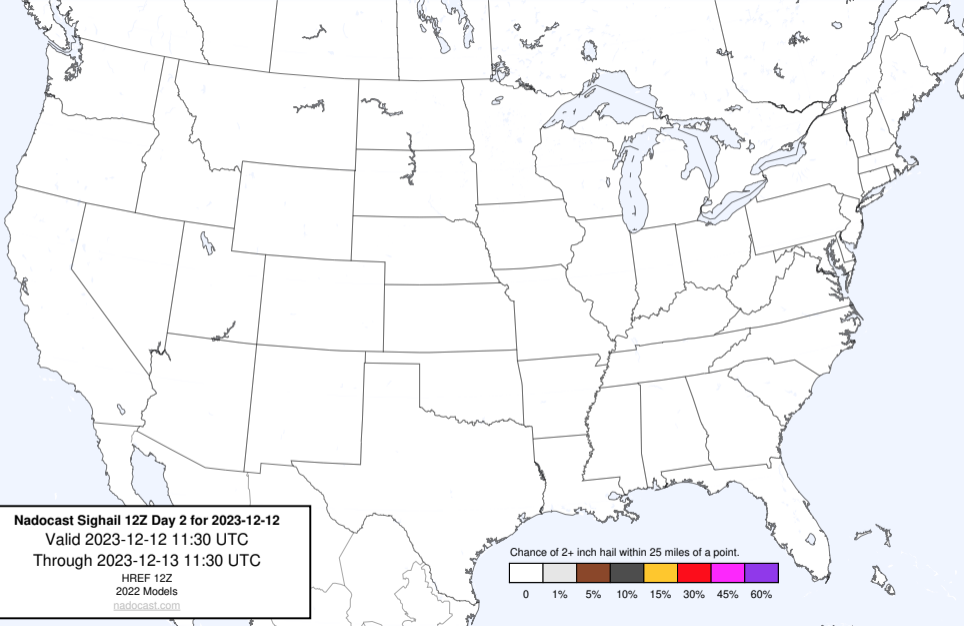 Nadocast Sighail 12Z Day 2 for 2023-12-12
Valid 2023-12-12 11:30 UTC
Through 2023-12-13 11:30 UTC
HREF 12Z
2022 Models
nadocast.com
Chance of 2+ inch hail within 25 miles of a point.
0 1% 5% 10% 15% 30% 45% 60%